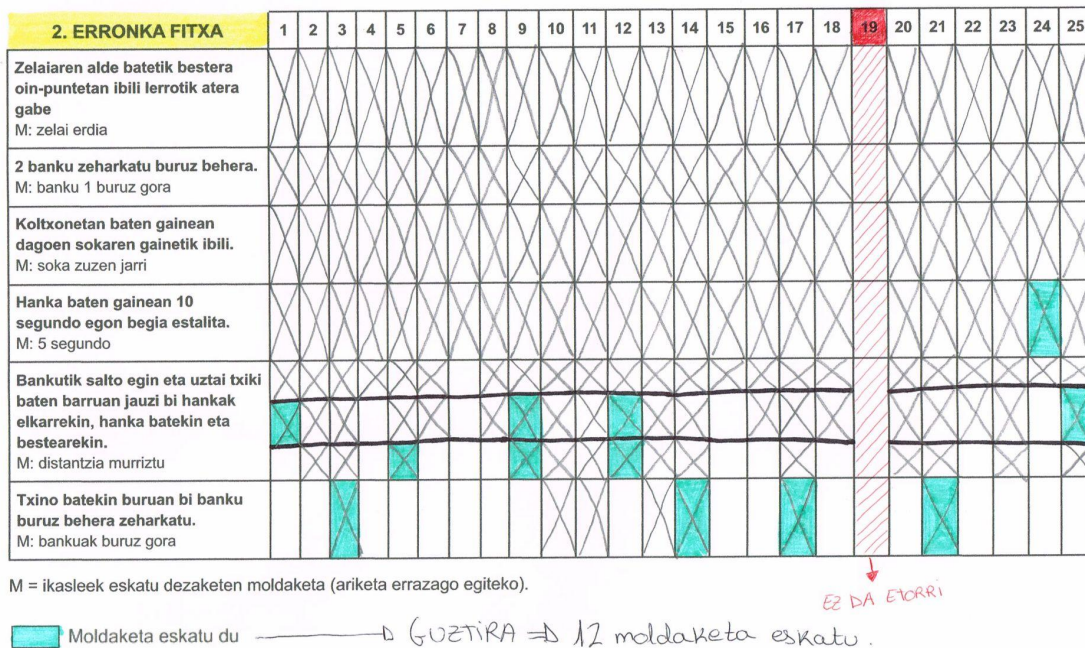 2. ERRONKA FITXA 1 2 3 4 5 6 7 8 9 10 11 12 13 14 15 16 17 18 19 20 21 22 23 24 25
Zelaiaren alde batetik bestera
oin-puntetan ibili lerrotik atera
gabe
M: zelai erdia
2 banku zeharkatu buruz behera.
M: banku 1 buruz gora
Koltxonetan baten gainean
dagoen sokaren gainetik ibili.
M: soka zuzen jarri
Hanka baten gainean 10
segundo egon begia estalita.
M: 5 segundo
Bankutik salto egin eta uztai txiki
baten barruan jauzi bi hankak
elkarrekin, hanka batekin eta
bestearekin.
M: distantzia murriztu
Txino batekin buruan bi banku
buruz behera zeharkatu.
M: bankuak buruz gora
M = ikasleek eskatu dezaketen moldaketa (ariketa errazago egiteko).
EZ DA ETORRI
Moldaketa eskatu du → GUZTIRA ⇒ 12 moldaketa eskatu.